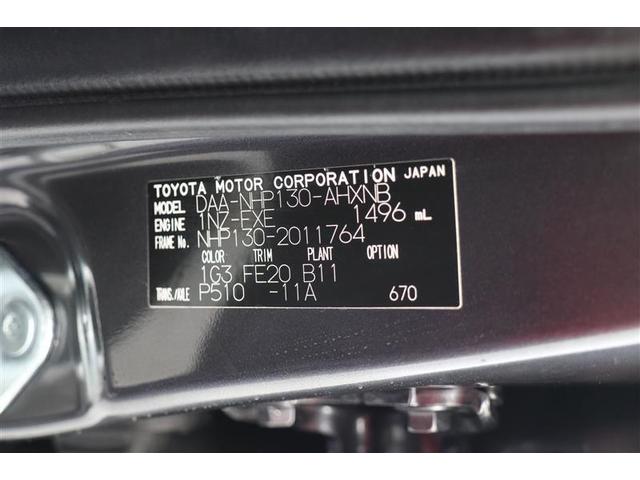 TOYOTA MOTOR CORPORATION JAPAN
MODEL DAA-NHP130-AHXNB
ENGINE 1NZ-FXE 1496 mL
FRAME No. NHP130-2011764
COLOR TRIM PLANT OPTION
1G3 FE20 B11
TRANS./AXLE P510 -11A 670